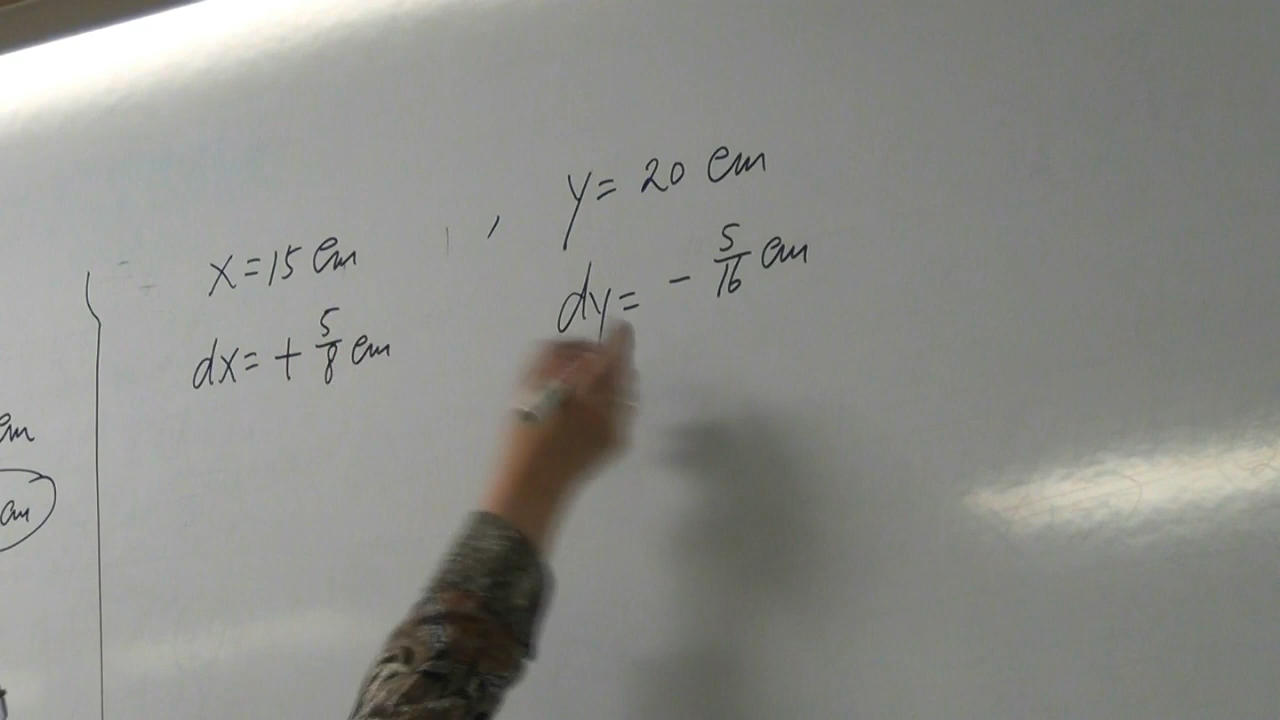 x = 15 cm , y = 20 cm
dx = + 5/8 cm
dy = - 5/16 cm
cm
cm